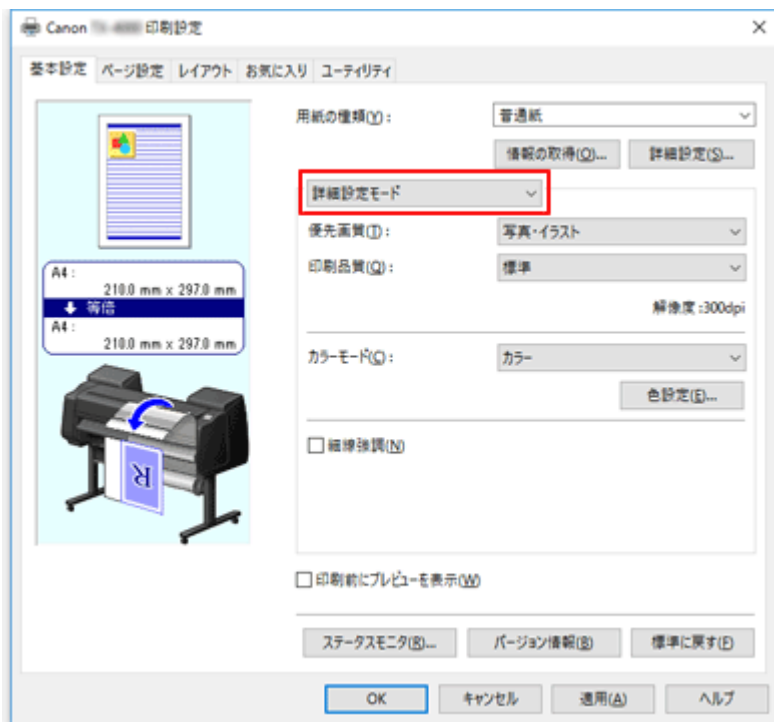 Canon 印刷設定
基本設定 ページ設定 レイアウト お気に入り ユーティリティ
用紙の種類(Y): 普通紙
情報の取得(O)... 詳細設定(S)...
詳細設定モード
優先画質(T): 写真・イラスト
印刷品質(Q): 標準
解像度:300dpi
カラーモード(C): カラー
色設定(E)...
細線強調(N)
A4:
210.0 mm x 297.0 mm
等倍
A4:
210.0 mm x 297.0 mm
R
印刷前にプレビューを表示(W)
ステータスモニタ(R)... バージョン情報(B) 標準に戻す(F)
OK キャンセル 適用(A) ヘルプ